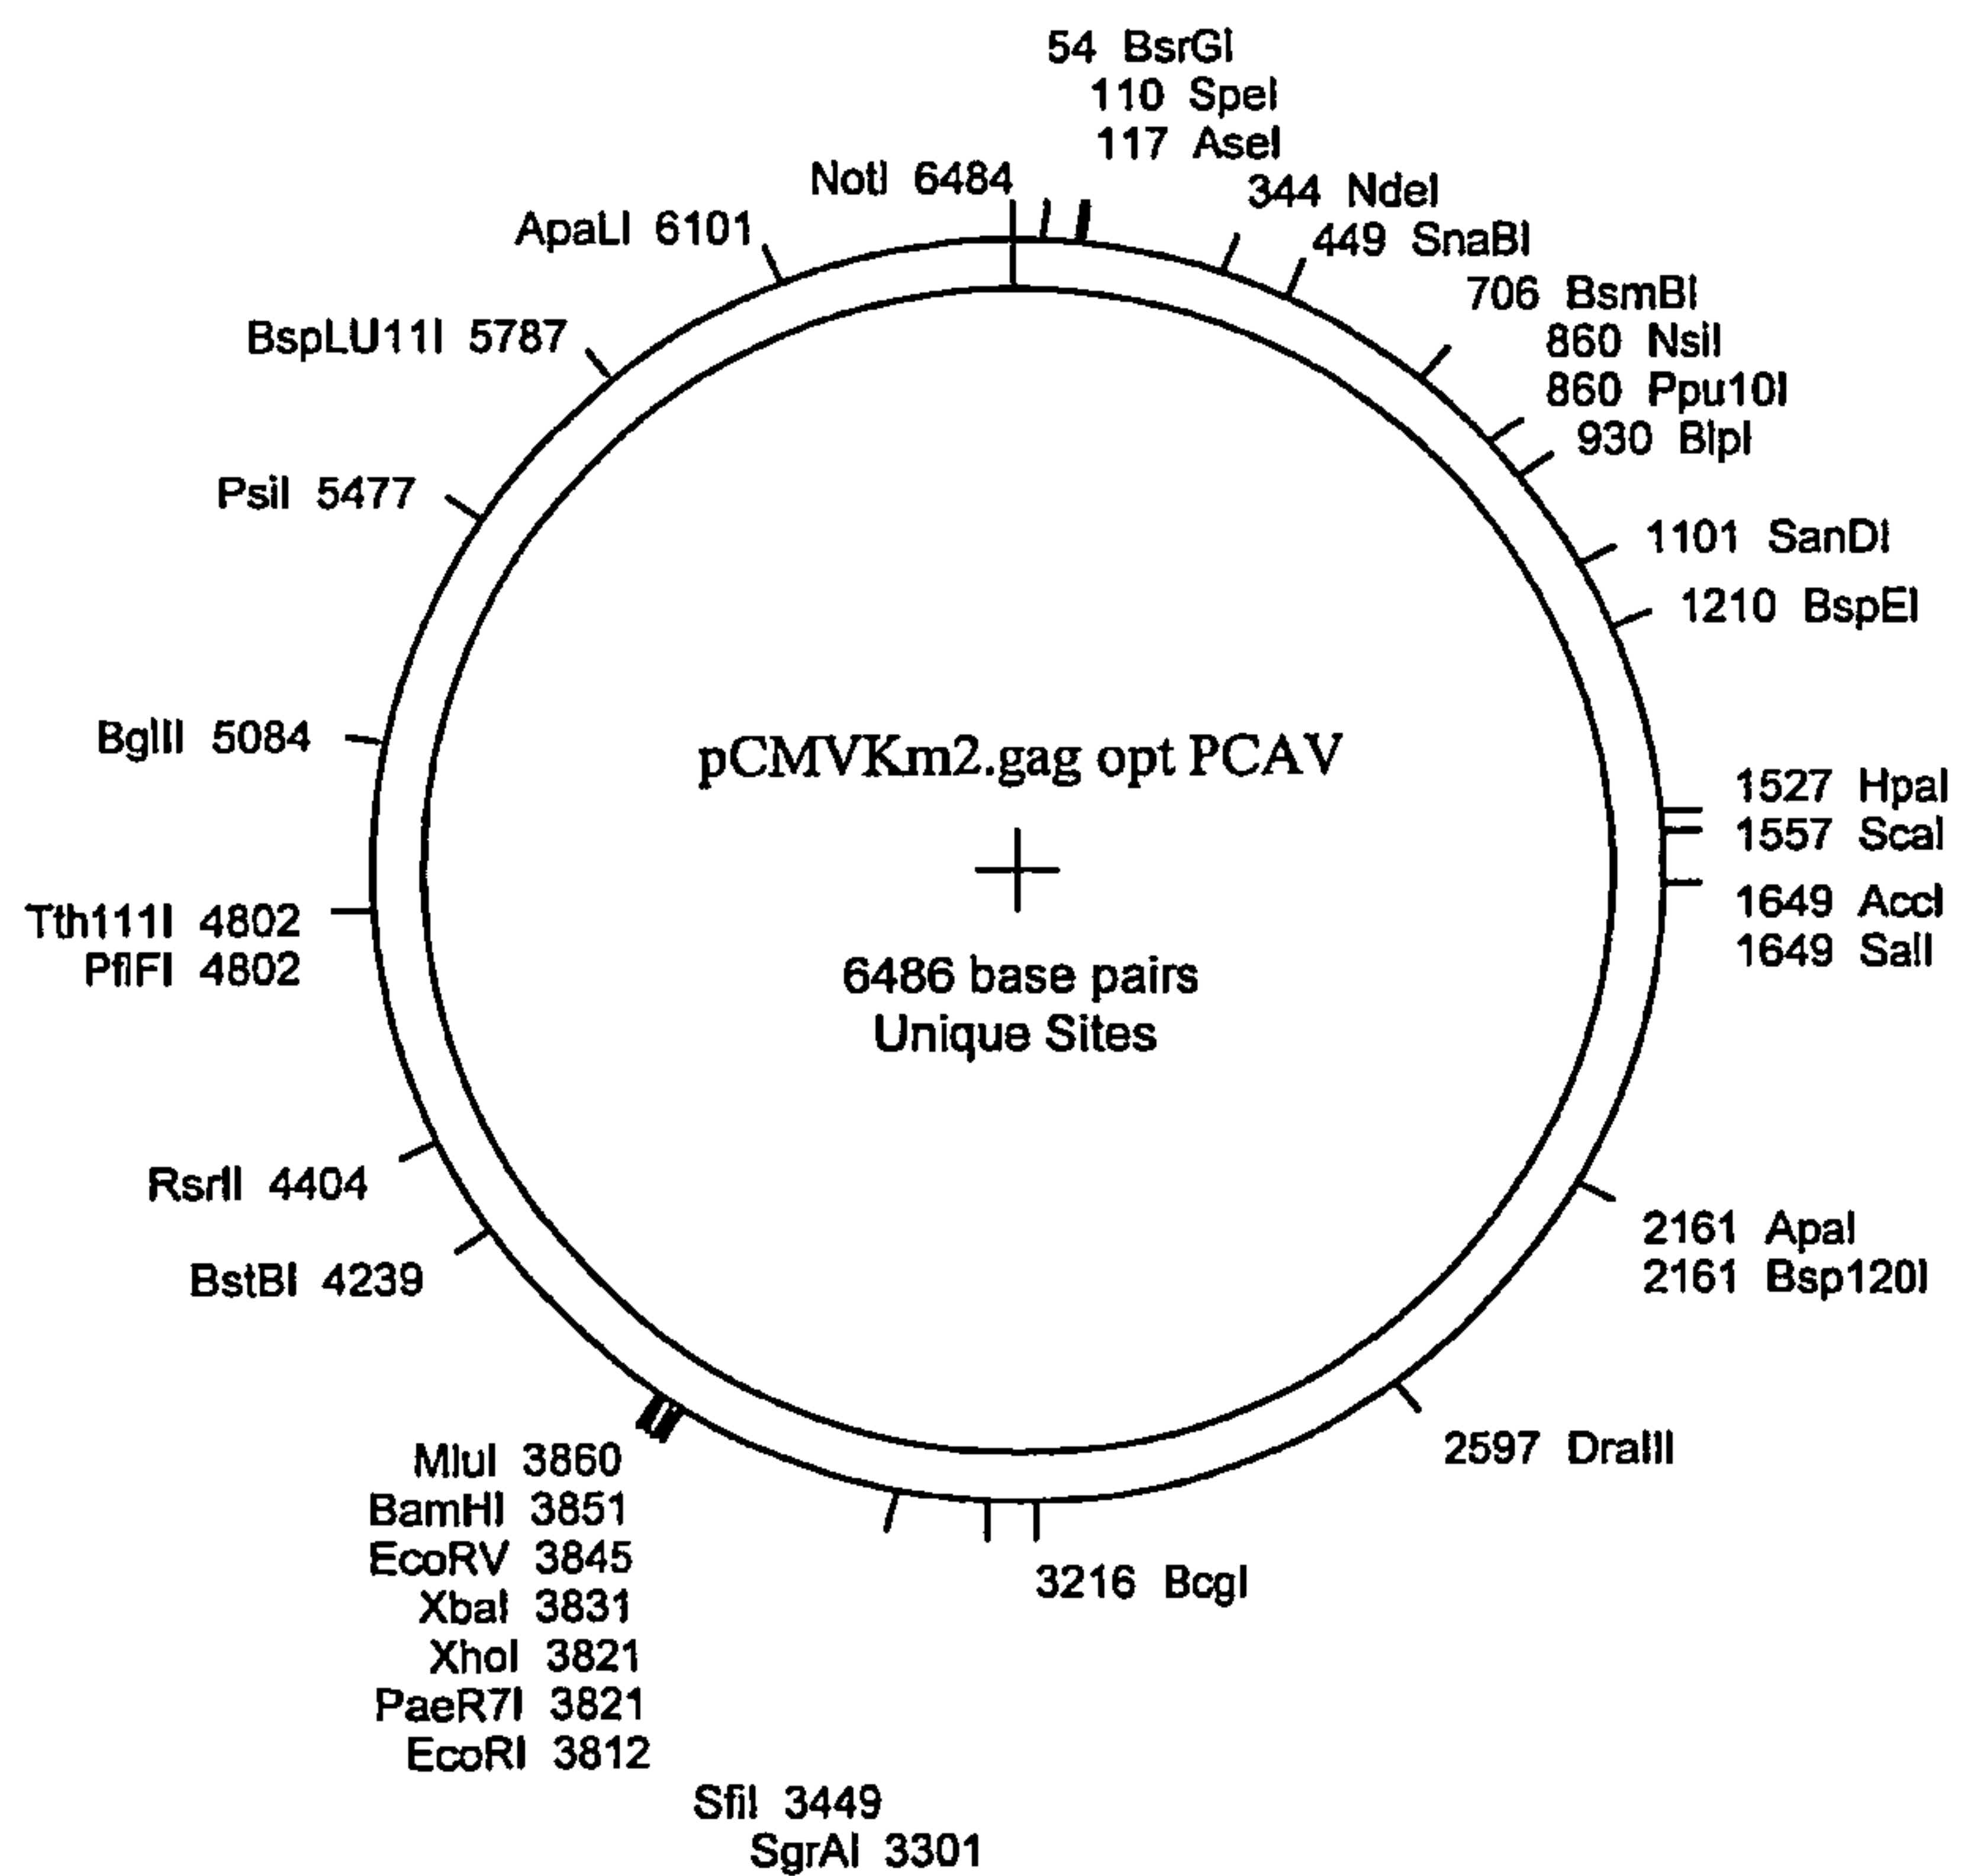 54 BsrGI
110 SpeI
117 AseI
NotI 6484
344 NdeI
ApaLI 6101
449 SnaBI
706 BsmBI
BspLU11I 5787
860 NsiI
860 Ppu10I
930 BlpI
PsiI 5477
1101 SanDI
1210 BspEI
BglII 5084
pCMVKm2.gag opt PCAV
1527 HpaI
1557 ScaI
1649 AccI
Tth111I 4802
1649 SalI
PflFI 4802
6486 base pairs
Unique Sites
RsrII 4404
2161 ApaI
BstBI 4239
2161 Bsp120I
2597 DraIII
MluI 3860
BamHI 3851
EcoRV 3845
3216 BcgI
XbaI 3831
XhoI 3821
PaeR7I 3821
EcoRI 3812
SfiI 3449
SgrAI 3301